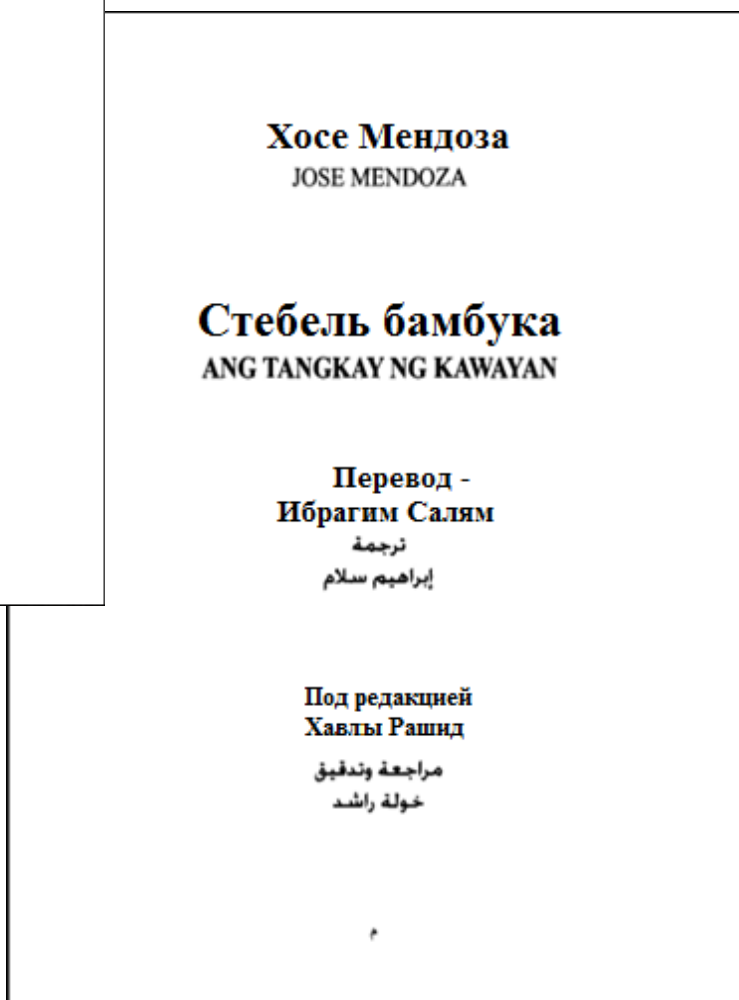 Хосе Мендоза
JOSE MENDOZA
Стебель бамбука
ANG TANGKAY NG KAWAYAN
Перевод -
Ибрагим Салям
ترجمة
إبراهيم سلام
Под редакцией
Хавлы Рашид
مراجعة وتدقيق
خولة راشد
م